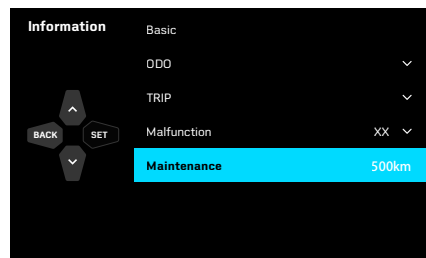 Information
Basic
ODO
TRIP
Malfunction XX
BACK SET
Maintenance 500km